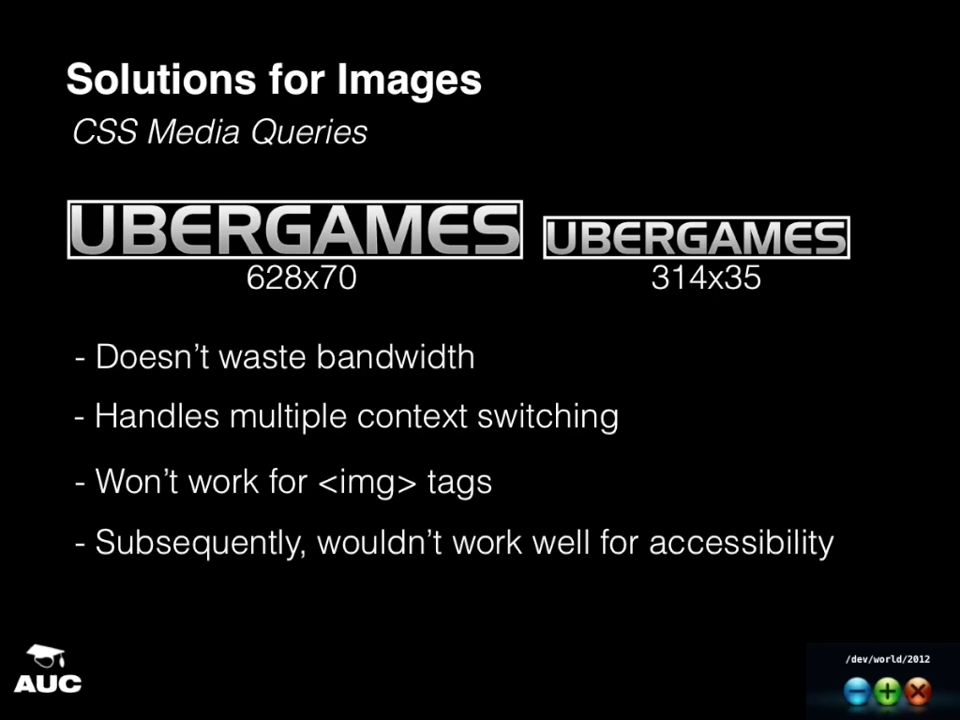 Solutions for Images
CSS Media Queries
UBERGAMES UBERGAMES
628x70 314x35
- Doesn’t waste bandwidth
- Handles multiple context switching
- Won’t work for <img> tags
- Subsequently, wouldn’t work well for accessibility
AUC
/dev/world/2012